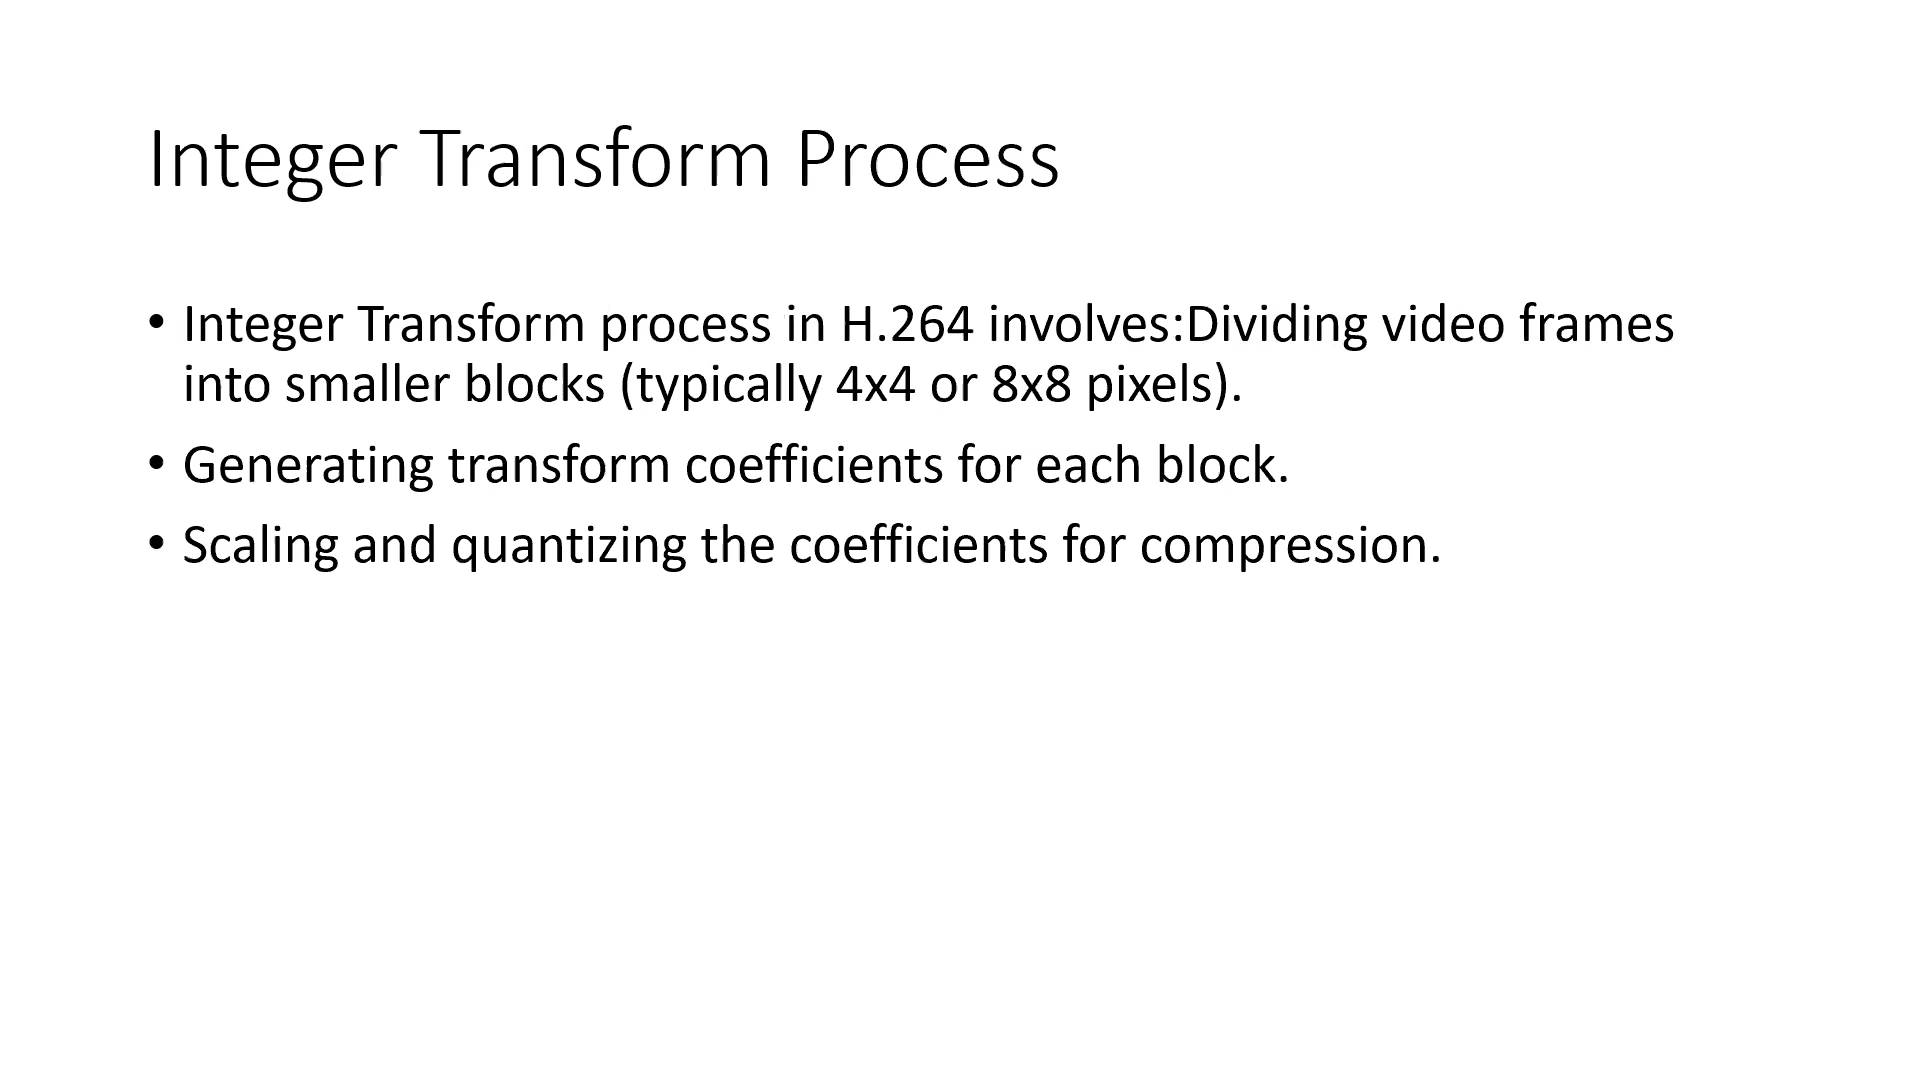 Integer Transform Process
• Integer Transform process in H.264 involves:Dividing video frames
into smaller blocks (typically 4x4 or 8x8 pixels).
• Generating transform coefficients for each block.
• Scaling and quantizing the coefficients for compression.